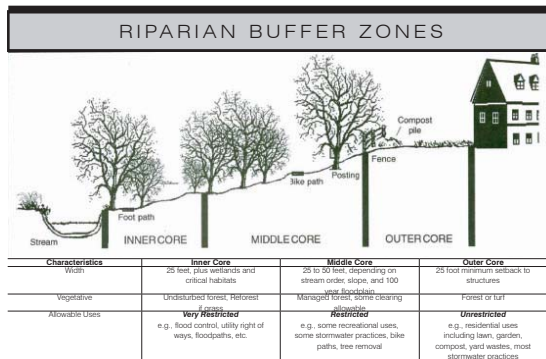 RIPARIAN BUFFER ZONES
Compost
pile
Fence
Posting
Bike path
Foot path
Stream
INNER CORE
MIDDLE CORE
OUTER CORE
Characteristics Inner Core Middle Core Outer Core
Width 25 feet, plus wetlands and critical habitats 25 to 50 feet, depending on stream order, slope, and 100 year floodplain 25 foot minimum setback to structures
Vegetative Undisturbed forest, Reforest if grass Managed forest, some clearing allowable Forest or turf
Allowable Uses Very Restricted Restricted Unrestricted
e.g., flood control, utility right of ways, floodpaths, etc.
e.g., some recreational uses, some stormwater practices, bike paths, tree removal
e.g., residential uses including lawn, garden, compost, yard wastes, most stormwater practices